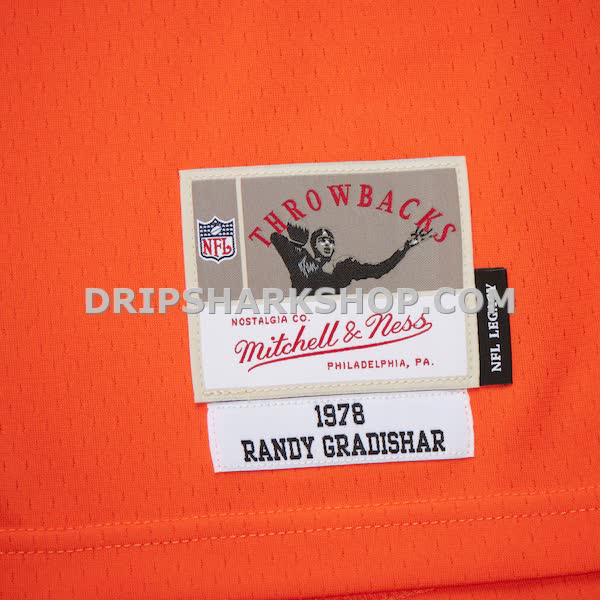 THROWBACKS
NFL
DRIPSHARKSHOP.COM
NOSTALGIA CO.
Mitchell & Ness
PHILADELPHIA, PA.
NFL LEGACY
1978
RANDY GRADISHAR